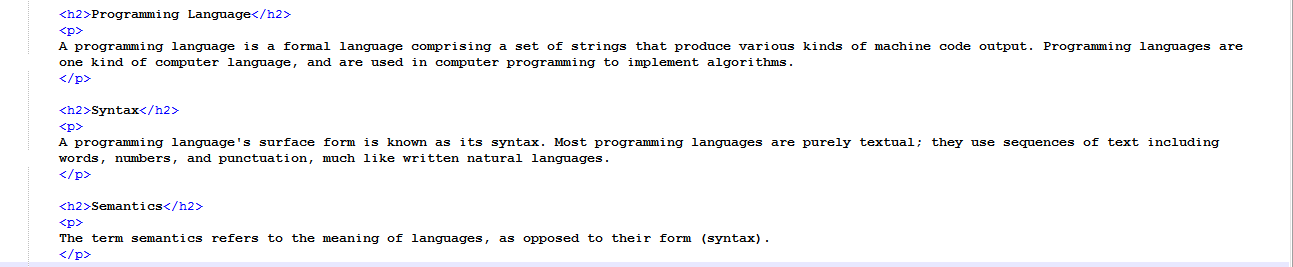 <h2>Programming Language</h2>
<p>
A programming language is a formal language comprising a set of strings that produce various kinds of machine code output. Programming languages are
one kind of computer language, and are used in computer programming to implement algorithms.
</p>
<h2>Syntax</h2>
<p>
A programming language's surface form is known as its syntax. Most programming languages are purely textual; they use sequences of text including
words, numbers, and punctuation, much like written natural languages.
</p>
<h2>Semantics</h2>
<p>
The term semantics refers to the meaning of languages, as opposed to their form (syntax).
</p>